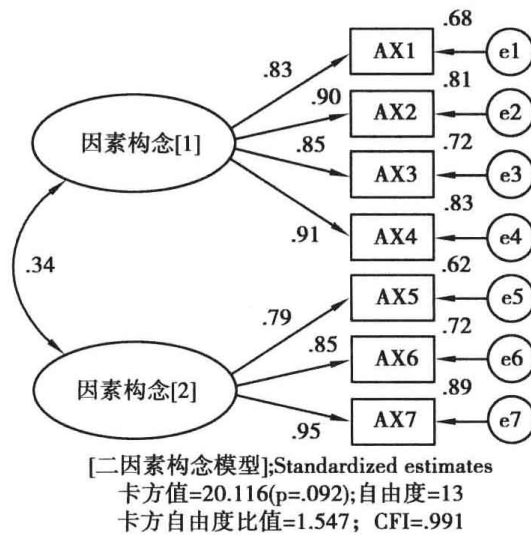 .68
.83 AX1 e1
.81
.90 AX2 e2
因素构念[1] .85 .72
AX3 e3
.83
.91 AX4 e4
.34 .62
AX5 e5
.79 .72
.85 AX6 e6
因素构念[2] .89
AX7 e7
.95
[二因素构念模型];Standardized estimates
卡方值=20.116(p=.092);自由度=13
卡方自由度比值=1.547；CFI=.991